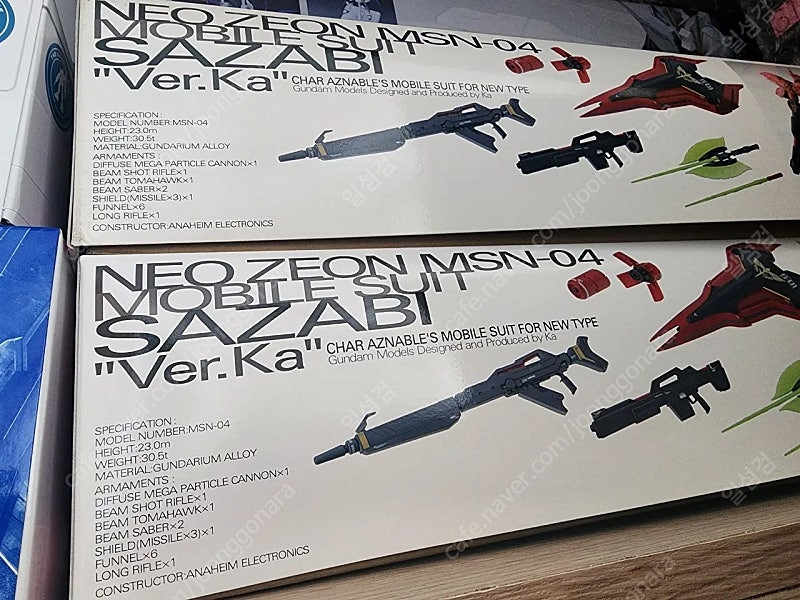 NEO ZEON MSN-04
MOBILE SUIT
SAZABI
"Ver.Ka"
CHAR AZNABLE'S MOBILE SUIT FOR NEW TYPE
Gundam Models Designed and Produced by Ka
SPECIFICATION :
MODEL NUMBER:MSN-04
HEIGHT:23.0m
WEIGHT:30.5t
MATERIAL:GUNDARIUM ALLOY
ARMAMENTS :
DIFFUSE MEGA PARTICLE CANNON×1
BEAM SHOT RIFLE×1
BEAM TOMAHAWK×1
BEAM SABER×2
SHIELD(MISSILE×3)×1
FUNNEL×6
LONG RIFLE×1
CONSTRUCTOR:ANAHEIM ELECTRONICS
NEO ZEON MSN-04
MOBILE SUIT
SAZABI
"Ver.Ka"
CHAR AZNABLE'S MOBILE SUIT FOR NEW TYPE
Gundam Models Designed and Produced by Ka
SPECIFICATION :
MODEL NUMBER:MSN-04
HEIGHT:23.0m
WEIGHT:30.5t
MATERIAL:GUNDARIUM ALLOY
ARMAMENTS :
DIFFUSE MEGA PARTICLE CANNON×1
BEAM SHOT RIFLE×1
BEAM TOMAHAWK×1
BEAM SABER×2
SHIELD(MISSILE×3)×1
FUNNEL×6
LONG RIFLE×1
CONSTRUCTOR:ANAHEIM ELECTRONICS
cafe.naver.com/joonggonara